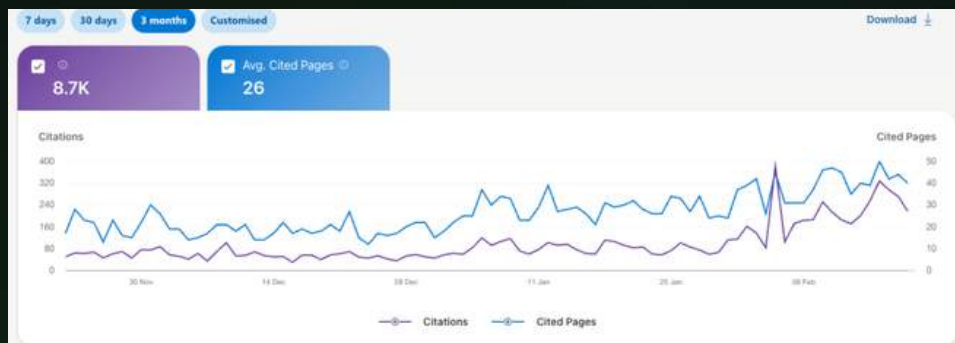 7 days 30 days 3 months Customised Download
Avg. Cited Pages
8.7K 26
Citations Cited Pages
400 50
320 40
240 30
160 20
80 10
0 0
30 Nov 14 Dec 28 Dec 11 Jan 25 Jan 08 Feb
Citations Cited Pages